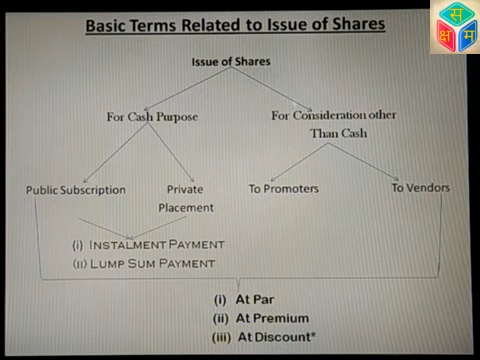 Basic Terms Related to Issue of Shares
स
क्ष म
Issue of Shares
For Cash Purpose
For Consideration other
Than Cash
Public Subscription
Private
Placement
To Promoters
To Vendors
(i) INSTALMENT PAYMENT
(II) LUMP SUM PAYMENT
(i) At Par
(ii) At Premium
(iii) At Discount*